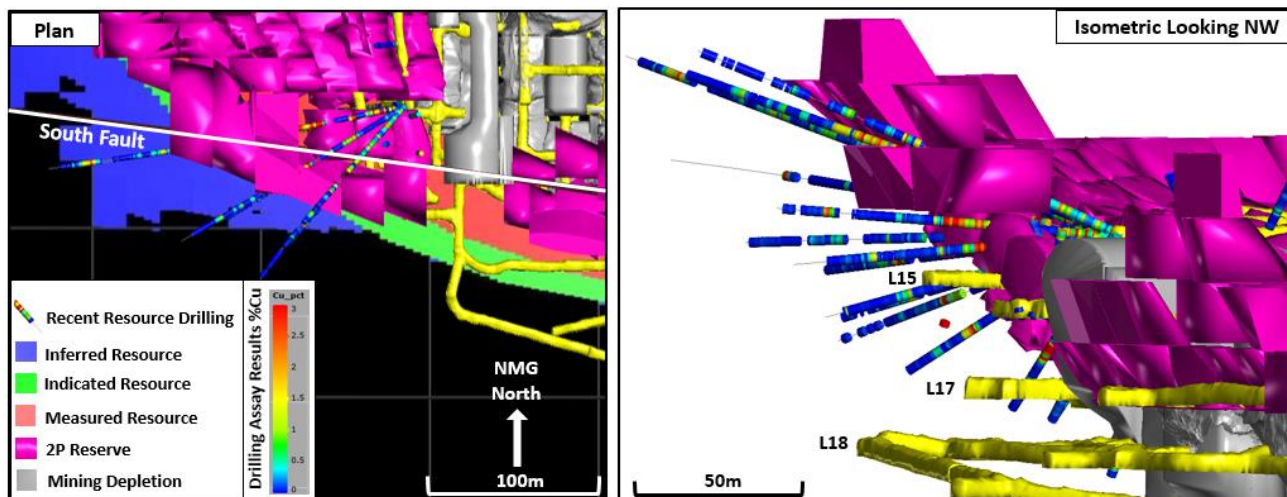 Plan
South Fault
Recent Resource Drilling
Inferred Resource
Indicated Resource
Measured Resource
2P Reserve
Mining Depletion
Drilling Assay Results %Cu
Cu_pct
3
2.5
2
1.5
1
0.5
0
NMG
North
100m
Isometric Looking NW
L15
L17
L18
50m